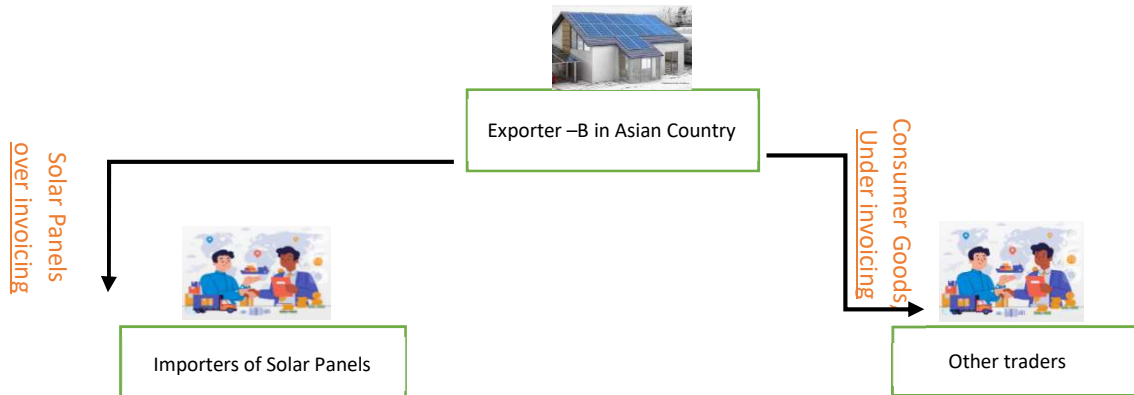 Exporter –B in Asian Country
Solar Panels
over invoicing
Consumer Goods,
Under invoicing
Importers of Solar Panels
Other traders